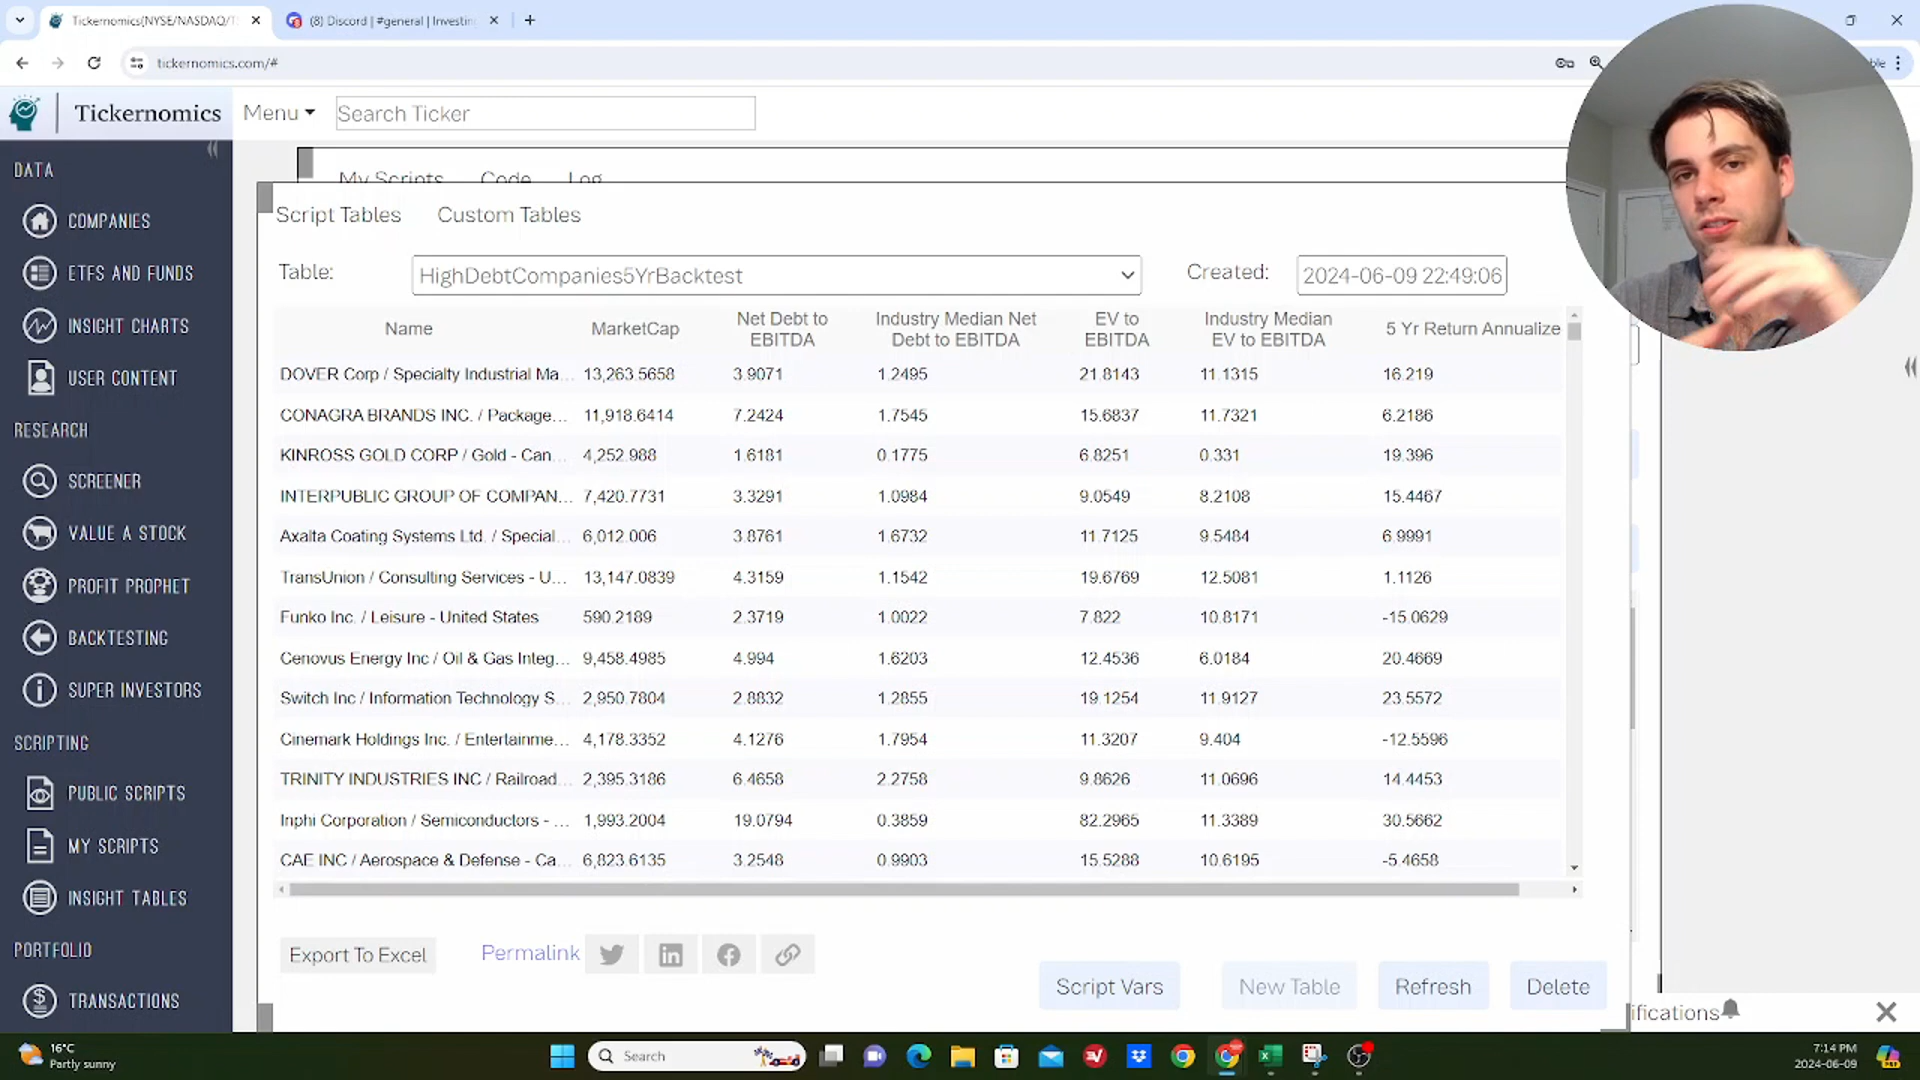 Tickernomics(NYSE/NASDAQ/T
(8) Discord | #general | Investin
tickernomics.com/#
Tickernomics
Menu
Search Ticker
DATA
COMPANIES
ETFS AND FUNDS
INSIGHT CHARTS
USER CONTENT
RESEARCH
SCREENER
VALUE A STOCK
PROFIT PROPHET
BACKTESTING
SUPER INVESTORS
SCRIPTING
PUBLIC SCRIPTS
MY SCRIPTS
INSIGHT TABLES
PORTFOLIO
TRANSACTIONS
My Scripts Code Log
Script Tables Custom Tables
Table: HighDebtCompanies5YrBacktest Created: 2024-06-09 22:49:06
Name MarketCap Net Debt to EBITDA Industry Median Net Debt to EBITDA EV to EBITDA Industry Median EV to EBITDA 5 Yr Return Annualize
DOVER Corp / Specialty Industrial Ma... 13,263.5658 3.9071 1.2495 21.8143 11.1315 16.219
CONAGRA BRANDS INC. / Package... 11,918.6414 7.2424 1.7545 15.6837 11.7321 6.2186
KINROSS GOLD CORP / Gold - Can... 4,252.988 1.6181 0.1775 6.8251 0.331 19.396
INTERPUBLIC GROUP OF COMPAN... 7,420.7731 3.3291 1.0984 9.0549 8.2108 15.4467
Axalta Coating Systems Ltd. / Special... 6,012.006 3.8761 1.6732 11.7125 9.5484 6.9991
TransUnion / Consulting Services - U... 13,147.0839 4.3159 1.1542 19.6769 12.5081 1.1126
Funko Inc. / Leisure - United States 590.2189 2.3719 1.0022 7.822 10.8171 -15.0629
Cenovus Energy Inc / Oil & Gas Integ... 9,458.4985 4.994 1.6203 12.4536 6.0184 20.4669
Switch Inc / Information Technology S... 2,950.7804 2.8832 1.2855 19.1254 11.9127 23.5572
Cinemark Holdings Inc. / Entertainme... 4,178.3352 4.1276 1.7954 11.3207 9.404 -12.5596
TRINITY INDUSTRIES INC / Railroad... 2,395.3186 6.4658 2.2758 9.8626 11.0696 14.4453
Inphi Corporation / Semiconductors - ... 1,993.2004 19.0794 0.3859 82.2965 11.3389 30.5662
CAE INC / Aerospace & Defense - Ca... 6,823.6135 3.2548 0.9903 15.5288 10.6195 -5.4658
Export To Excel Permalink
Script Vars New Table Refresh Delete
ifications
16°C
Partly sunny
Search
7:14 PM
2024-06-09